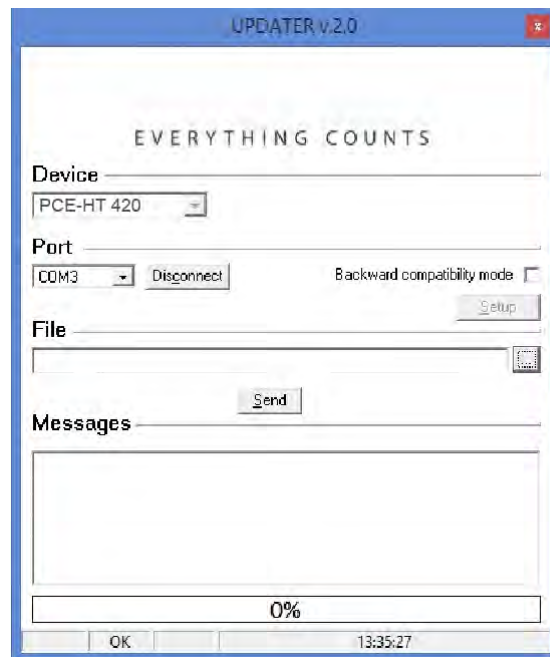 UPDATER v.2.0
x
EVERYTHING COUNTS
Device
PCE-HT 420
Port
COM3 Disconnect Backward compatibility mode
Setup
File
...
Send
Messages
0%
OK 13:35:27